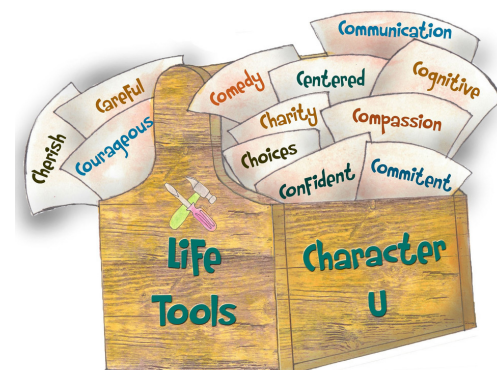 Communication
Careful
Comedy
Centered
Cognitive
Cherish
Courageous
Charity
Compassion
Choices
Confident
Commitent
Life
Tools
Character
U